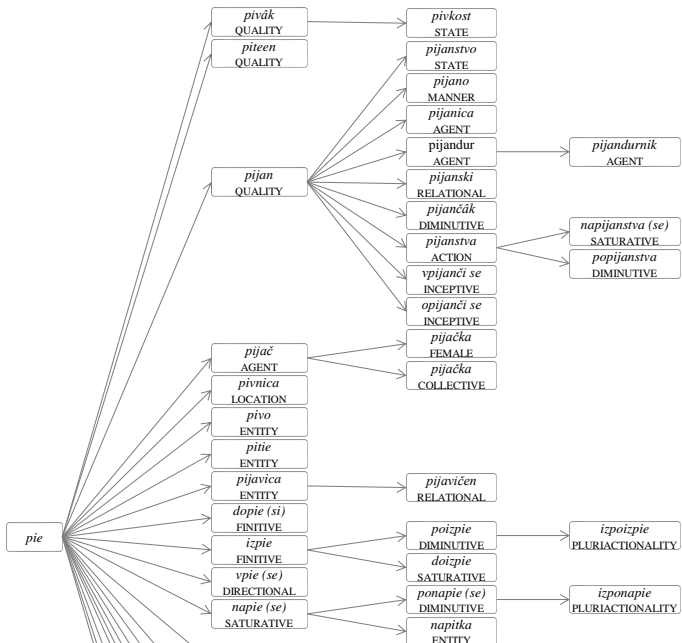 pivâk
QUALITY
pivkost
STATE
piteen
QUALITY
pijanstvo
STATE
pijano
MANNER
pijanica
AGENT
pijandur
AGENT
pijandurnik
AGENT
pijan
QUALITY
pijanski
RELATIONAL
pijančâk
DIMINUTIVE
pijanstva
ACTION
napijanstva (se)
SATURATIVE
popijanstva
DIMINUTIVE
vpijanči se
INCEPTIVE
opijanči se
INCEPTIVE
pijač
AGENT
pijačka
FEMALE
pijačka
COLLECTIVE
pivnica
LOCATION
pivo
ENTITY
pitie
ENTITY
pijavica
ENTITY
pijavičen
RELATIONAL
dopie (si)
FINITIVE
pie
izpie
FINITIVE
poizpie
DIMINUTIVE
izpoizpie
PLURIACTIONALITY
doizpie
SATURATIVE
vpie (se)
DIRECTIONAL
napie (se)
SATURATIVE
ponapie (se)
DIMINUTIVE
izponapie
PLURIACTIONALITY
napitka
ENTITY